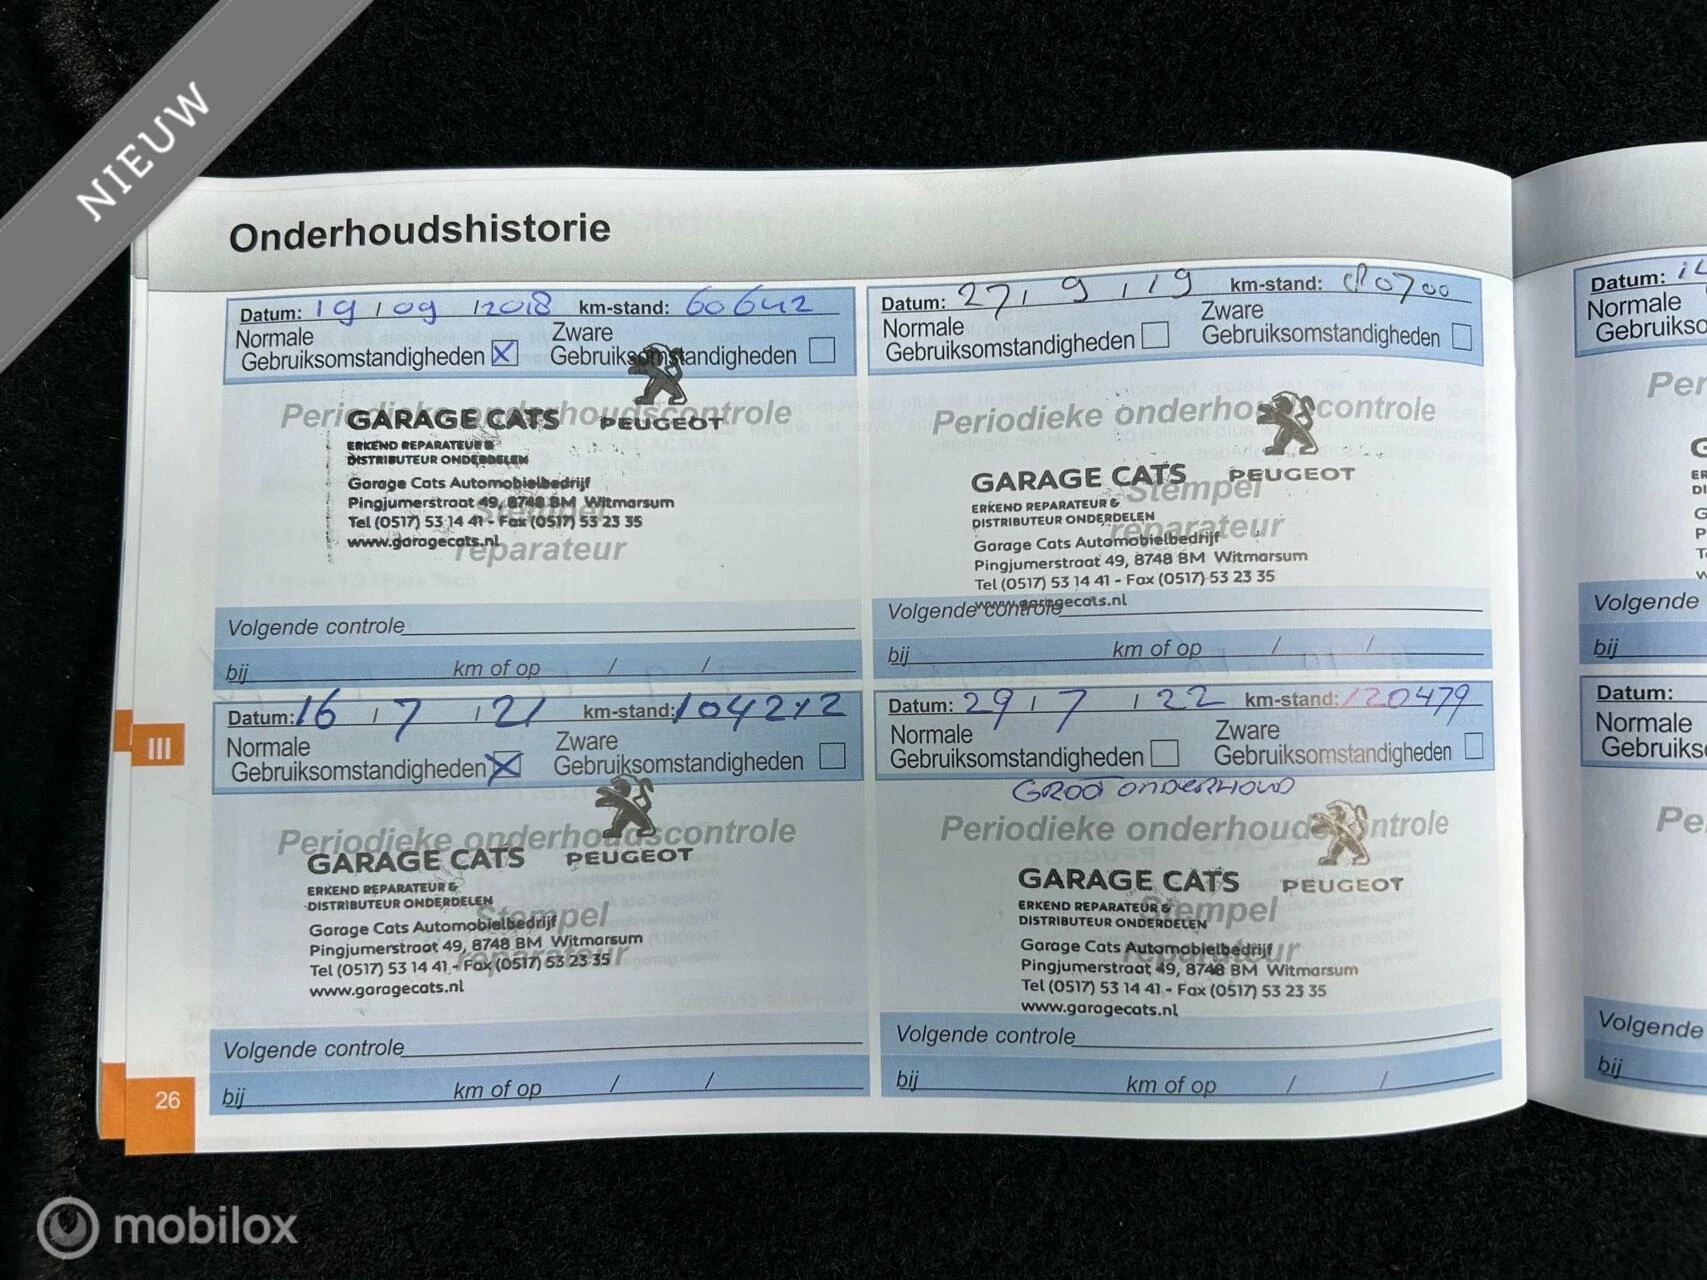 NIEUW
Onderhoudshistorie
Datum: 19 / 09 / 2018 km-stand: 60642
Normale
Gebruiksomstandigheden
Zware
Gebruiksomstandigheden
Periodieke onderhoudscontrole
GARAGE CATS PEUGEOT
ERKEND REPARATEUR &
DISTRIBUTEUR ONDERDELEN
Garage Cats Automobielbedrijf
Pingjumerstraat 49, 8748 BM Witmarsum
Stempel
Tel (0517) 53 14 41 - Fax (0517) 53 23 35
www.garagecats.nl
reparateur
Volgende controle
bij km of op / /
Datum: 27 / 9 / 19 km-stand: 80700
Normale
Gebruiksomstandigheden
Zware
Gebruiksomstandigheden
Periodieke onderhoudscontrole
GARAGE CATS PEUGEOT
Stempel
ERKEND REPARATEUR &
DISTRIBUTEUR ONDERDELEN
reparateur
Garage Cats Automobielbedrijf
Pingjumerstraat 49, 8748 BM Witmarsum
Tel (0517) 53 14 41 - Fax (0517) 53 23 35
www.garagecats.nl
Volgende controle
bij km of op / /
III
Datum: 16 / 7 / 21 km-stand: 104212
Normale
Gebruiksomstandigheden
Zware
Gebruiksomstandigheden
Periodieke onderhoudscontrole
GARAGE CATS PEUGEOT
ERKEND REPARATEUR &
DISTRIBUTEUR ONDERDELEN
Stempel
Garage Cats Automobielbedrijf
Pingjumerstraat 49, 8748 BM Witmarsum
reparateur
Tel (0517) 53 14 41 - Fax (0517) 53 23 35
www.garagecats.nl
Volgende controle
bij km of op / /
Datum: 29 / 7 / 22 km-stand: 120479
Normale
Gebruiksomstandigheden
Zware
Gebruiksomstandigheden
GROOT ONDERHOUD
Periodieke onderhoudscontrole
GARAGE CATS PEUGEOT
ERKEND REPARATEUR &
Stempel
DISTRIBUTEUR ONDERDELEN
Garage Cats Automobielbedrijf
reparateur
Pingjumerstraat 49, 8748 BM Witmarsum
Tel (0517) 53 14 41 - Fax (0517) 53 23 35
www.garagecats.nl
Volgende controle
bij km of op / /
26
Datum:
Normale
Volgende
bij
Datum:
Normale
Volgende
bij
mobilox